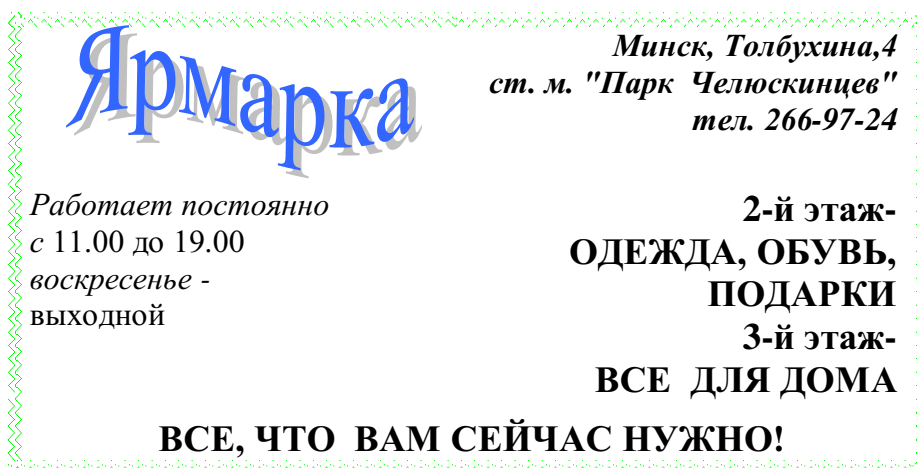 Ярмарка
Минск, Толбухина,4
ст. м. "Парк Челюскинцев"
тел. 266-97-24
Работает постоянно
с 11.00 до 19.00
воскресенье -
выходной
2-й этаж-
ОДЕЖДА, ОБУВЬ,
ПОДАРКИ
3-й этаж-
ВСЕ ДЛЯ ДОМА
ВСЕ, ЧТО ВАМ СЕЙЧАС НУЖНО!